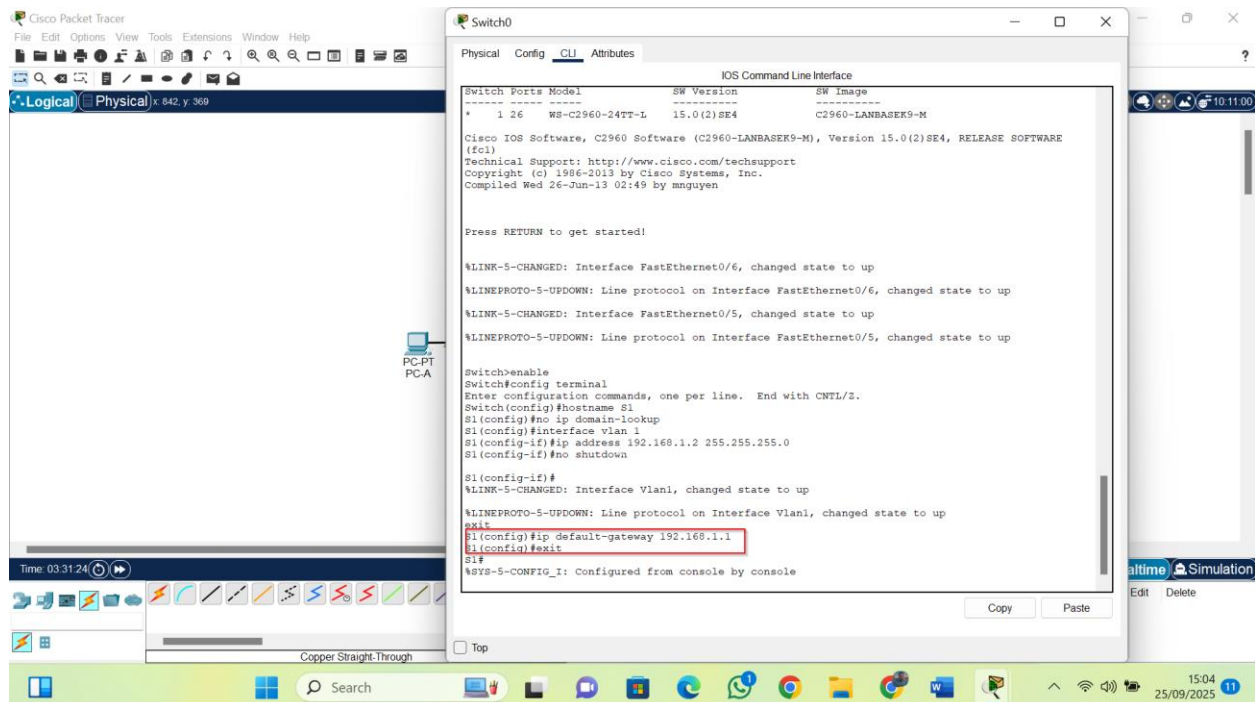 Cisco Packet Tracer
File Edit Options View Tools Extensions Window Help
?
Logical Physical x: 842, y: 369
10:11:00
PC-PT
PC-A
Time: 03:31:24
altime Simulation
Edit Delete
Copper Straight-Through
Switch0
Physical Config CLI Attributes
IOS Command Line Interface
Switch Ports Model SW Version SW Image
------ ----- ----- ---------- ----------
* 1 26 WS-C2960-24TT-L 15.0(2)SE4 C2960-LANBASEK9-M
Cisco IOS Software, C2960 Software (C2960-LANBASEK9-M), Version 15.0(2)SE4, RELEASE SOFTWARE
(fc1)
Technical Support: http://www.cisco.com/techsupport
Copyright (c) 1986-2013 by Cisco Systems, Inc.
Compiled Wed 26-Jun-13 02:49 by mnguyen
Press RETURN to get started!
%LINK-5-CHANGED: Interface FastEthernet0/6, changed state to up
%LINEPROTO-5-UPDOWN: Line protocol on Interface FastEthernet0/6, changed state to up
%LINK-5-CHANGED: Interface FastEthernet0/5, changed state to up
%LINEPROTO-5-UPDOWN: Line protocol on Interface FastEthernet0/5, changed state to up
Switch>enable
Switch#config terminal
Enter configuration commands, one per line. End with CNTL/Z.
Switch(config)#hostname S1
S1(config)#no ip domain-lookup
S1(config)#interface vlan 1
S1(config-if)#ip address 192.168.1.2 255.255.255.0
S1(config-if)#no shutdown
S1(config-if)#
%LINK-5-CHANGED: Interface Vlan1, changed state to up
%LINEPROTO-5-UPDOWN: Line protocol on Interface Vlan1, changed state to up
exit
S1(config)#ip default-gateway 192.168.1.1
S1(config)#exit
S1#
%SYS-5-CONFIG_I: Configured from console by console
Copy Paste
Top
Search
1
W
15:04
25/09/2025
11